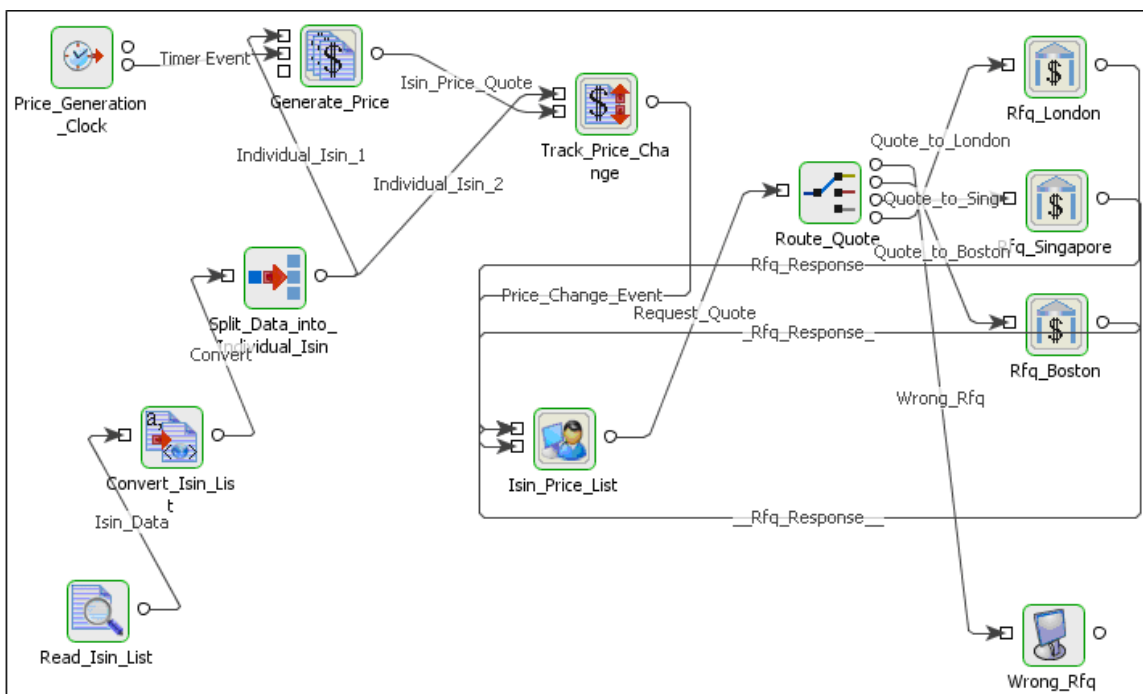 Timer Event
Price_Generation
_Clock
Generate_Price
Isin_Price_Quote
Individual_Isin_1
Individual_Isin_2
Track_Price_Cha
nge
Rfq_London
Quote_to_London
Route_Quote
Quote_to_Sing
Rfq_Singapore
Quote_to_Boston
Rfq_Response
Price_Change_Event
Request_Quote
_Rfq_Response_
Rfq_Boston
Split_Data_into_
Individual_Isin
Convert
Wrong_Rfq
a,
Convert_Isin_Lis
t
Isin_Price_List
Isin_Data
__Rfq_Response__
Read_Isin_List
Wrong_Rfq